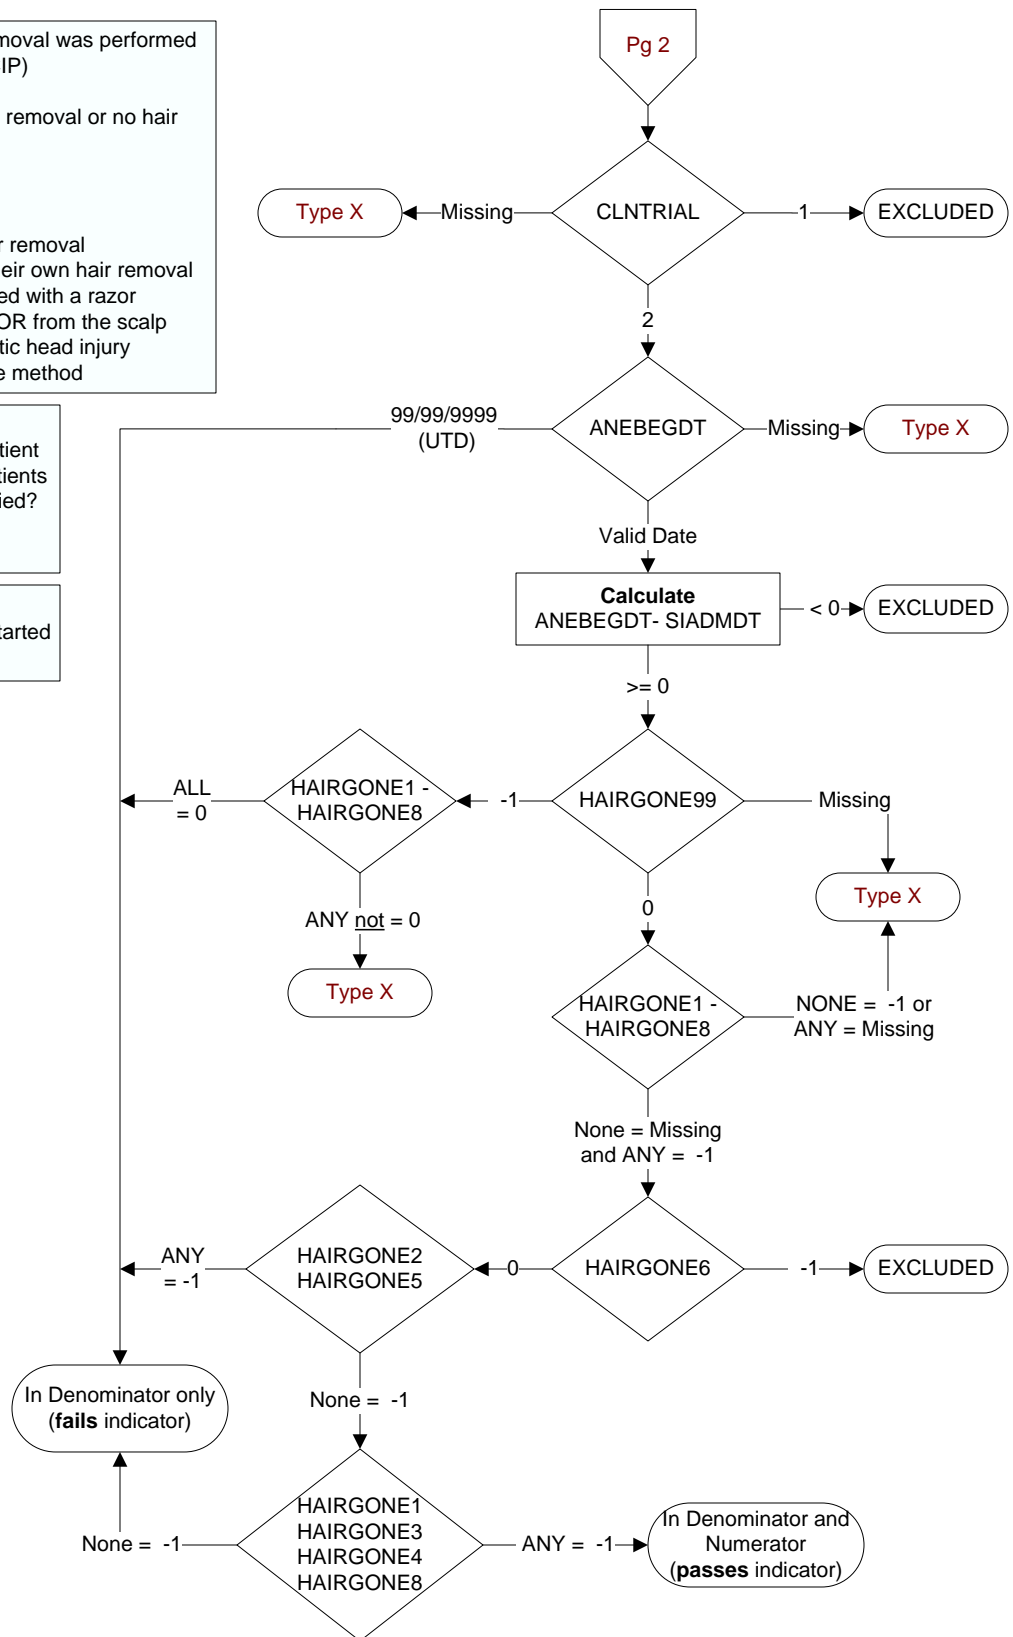 moval was performed
IP)
removal or no hair
r removal
eir own hair removal
ed with a razor
OR from the scalp
tic head injury
e method
tient
tients
ied?
tarted
Pg 2
CLNTRIAL
Missing
Type X
1
EXCLUDED
2
ANEBEGDT
99/99/9999
(UTD)
Missing
Type X
Valid Date
Calculate
ANEBEGDT- SIADMDT
< 0
EXCLUDED
>= 0
HAIRGONE99
-1
HAIRGONE1 -
HAIRGONE8
ALL
= 0
Missing
Type X
ANY not = 0
Type X
0
HAIRGONE1 -
HAIRGONE8
NONE = -1 or
ANY = Missing
None = Missing
and ANY = -1
HAIRGONE6
-1
EXCLUDED
0
HAIRGONE2
HAIRGONE5
ANY
= -1
In Denominator only
(fails indicator)
None = -1
HAIRGONE1
HAIRGONE3
HAIRGONE4
HAIRGONE8
None = -1
ANY = -1
In Denominator and
Numerator
(passes indicator)